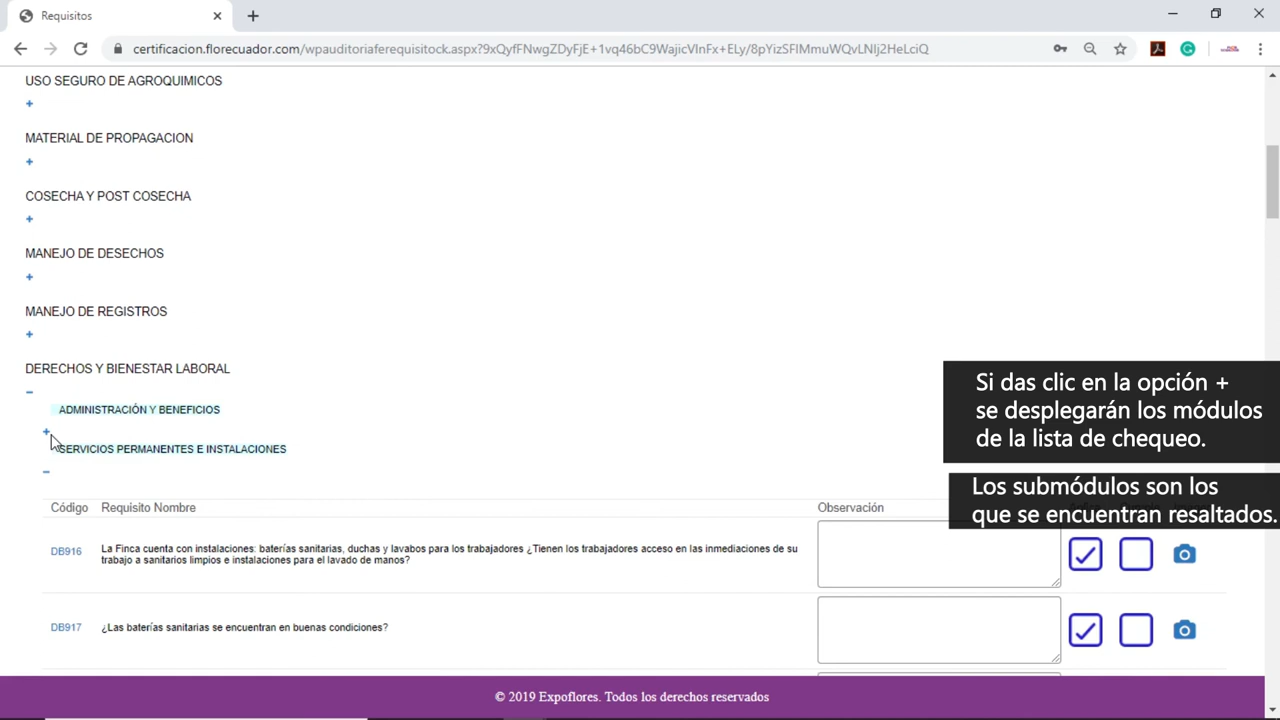 Requisitos
certificacion.florecuador.com/wpauditoriaferequisitock.aspx?9xQyfFNwgZDyFjE+1vq46bC9WajicVInFx+ELy/8pYizSFIMmuWQvLNIj2HeLciQ
USO SEGURO DE AGROQUIMICOS
+
MATERIAL DE PROPAGACION
+
COSECHA Y POST COSECHA
+
MANEJO DE DESECHOS
+
MANEJO DE REGISTROS
+
DERECHOS Y BIENESTAR LABORAL
-
ADMINISTRACIÓN Y BENEFICIOS
+
SERVICIOS PERMANENTES E INSTALACIONES
-
Si das clic en la opción +
se desplegarán los módulos
de la lista de chequeo.
Los submódulos son los
que se encuentran resaltados.
Código Requisito Nombre Observación
DB916 La Finca cuenta con instalaciones: baterías sanitarias, duchas y lavabos para los trabajadores ¿Tienen los trabajadores acceso en las inmediaciones de su
trabajo a sanitarios limpios e instalaciones para el lavado de manos?
DB917 ¿Las baterías sanitarias se encuentran en buenas condiciones?
© 2019 Expoflores. Todos los derechos reservados